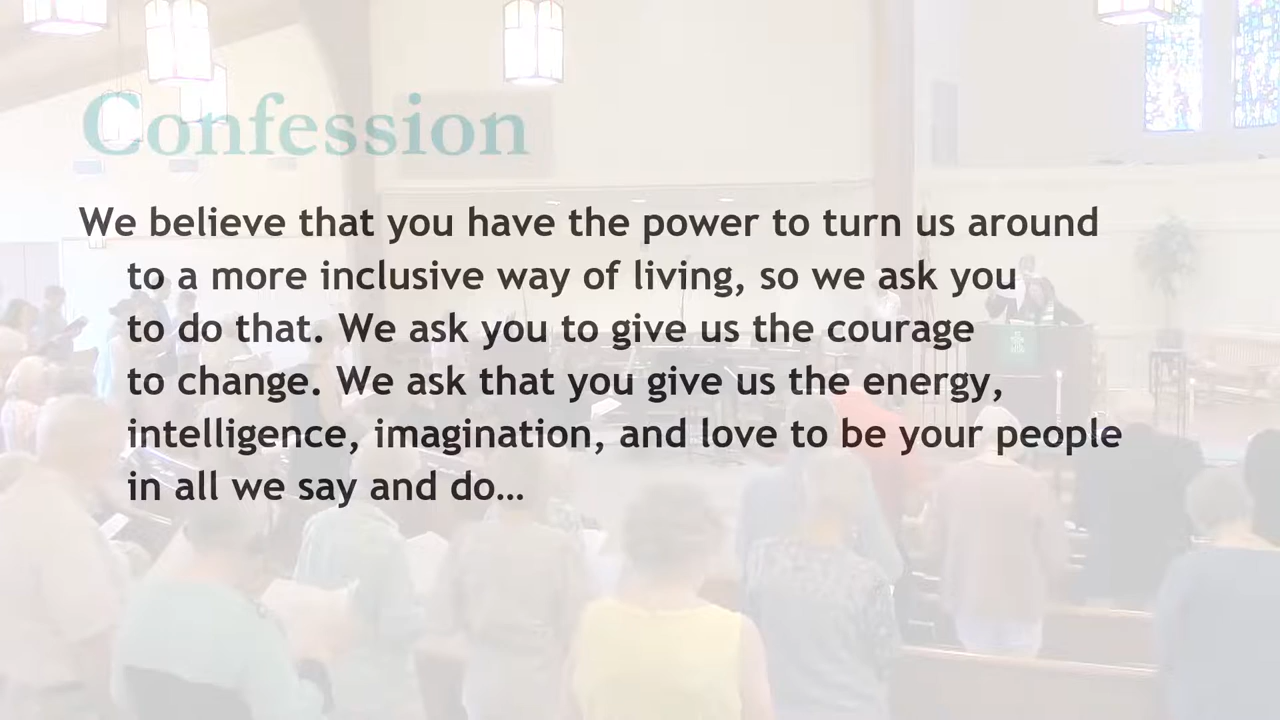 Confession
We believe that you have the power to turn us around
to a more inclusive way of living, so we ask you
to do that. We ask you to give us the courage
to change. We ask that you give us the energy,
intelligence, imagination, and love to be your people
in all we say and do…